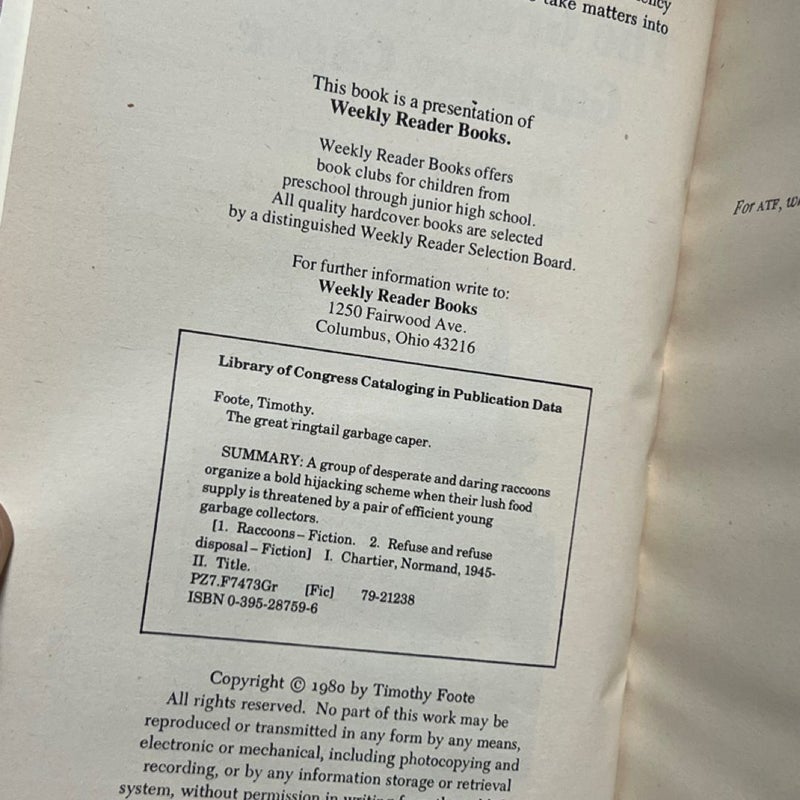 take matters into
This book is a presentation of
Weekly Reader Books.
Weekly Reader Books offers
book clubs for children from
preschool through junior high school.
All quality hardcover books are selected
by a distinguished Weekly Reader Selection Board.
For further information write to:
Weekly Reader Books
1250 Fairwood Ave.
Columbus, Ohio 43216
Library of Congress Cataloging in Publication Data
Foote, Timothy.
The great ringtail garbage caper.
SUMMARY: A group of desperate and daring raccoons
organize a bold hijacking scheme when their lush food
supply is threatened by a pair of efficient young
garbage collectors.
[1. Raccoons – Fiction. 2. Refuse and refuse
disposal – Fiction] I. Chartier, Normand, 1945-
II. Title.
PZ7.F7473Gr [Fic] 79-21238
ISBN 0-395-28759-6
Copyright © 1980 by Timothy Foote
All rights reserved. No part of this work may be
reproduced or transmitted in any form by any means,
electronic or mechanical, including photocopying and
recording, or by any information storage or retrieval
system, without permission in writing
For ATF,